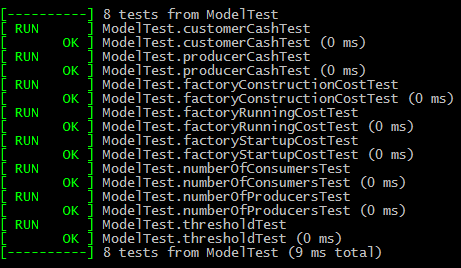 [----------] 8 tests from ModelTest
[ RUN      ] ModelTest.customerCashTest
[       OK ] ModelTest.customerCashTest (0 ms)
[ RUN      ] ModelTest.producerCashTest
[       OK ] ModelTest.producerCashTest (0 ms)
[ RUN      ] ModelTest.factoryConstructionCostTest
[       OK ] ModelTest.factoryConstructionCostTest (0 ms)
[ RUN      ] ModelTest.factoryRunningCostTest
[       OK ] ModelTest.factoryRunningCostTest (0 ms)
[ RUN      ] ModelTest.factoryStartupCostTest
[       OK ] ModelTest.factoryStartupCostTest (0 ms)
[ RUN      ] ModelTest.numberOfConsumersTest
[       OK ] ModelTest.numberOfConsumersTest (0 ms)
[ RUN      ] ModelTest.numberOfProducersTest
[       OK ] ModelTest.numberOfProducersTest (0 ms)
[ RUN      ] ModelTest.thresholdTest
[       OK ] ModelTest.thresholdTest (0 ms)
[----------] 8 tests from ModelTest (9 ms total)